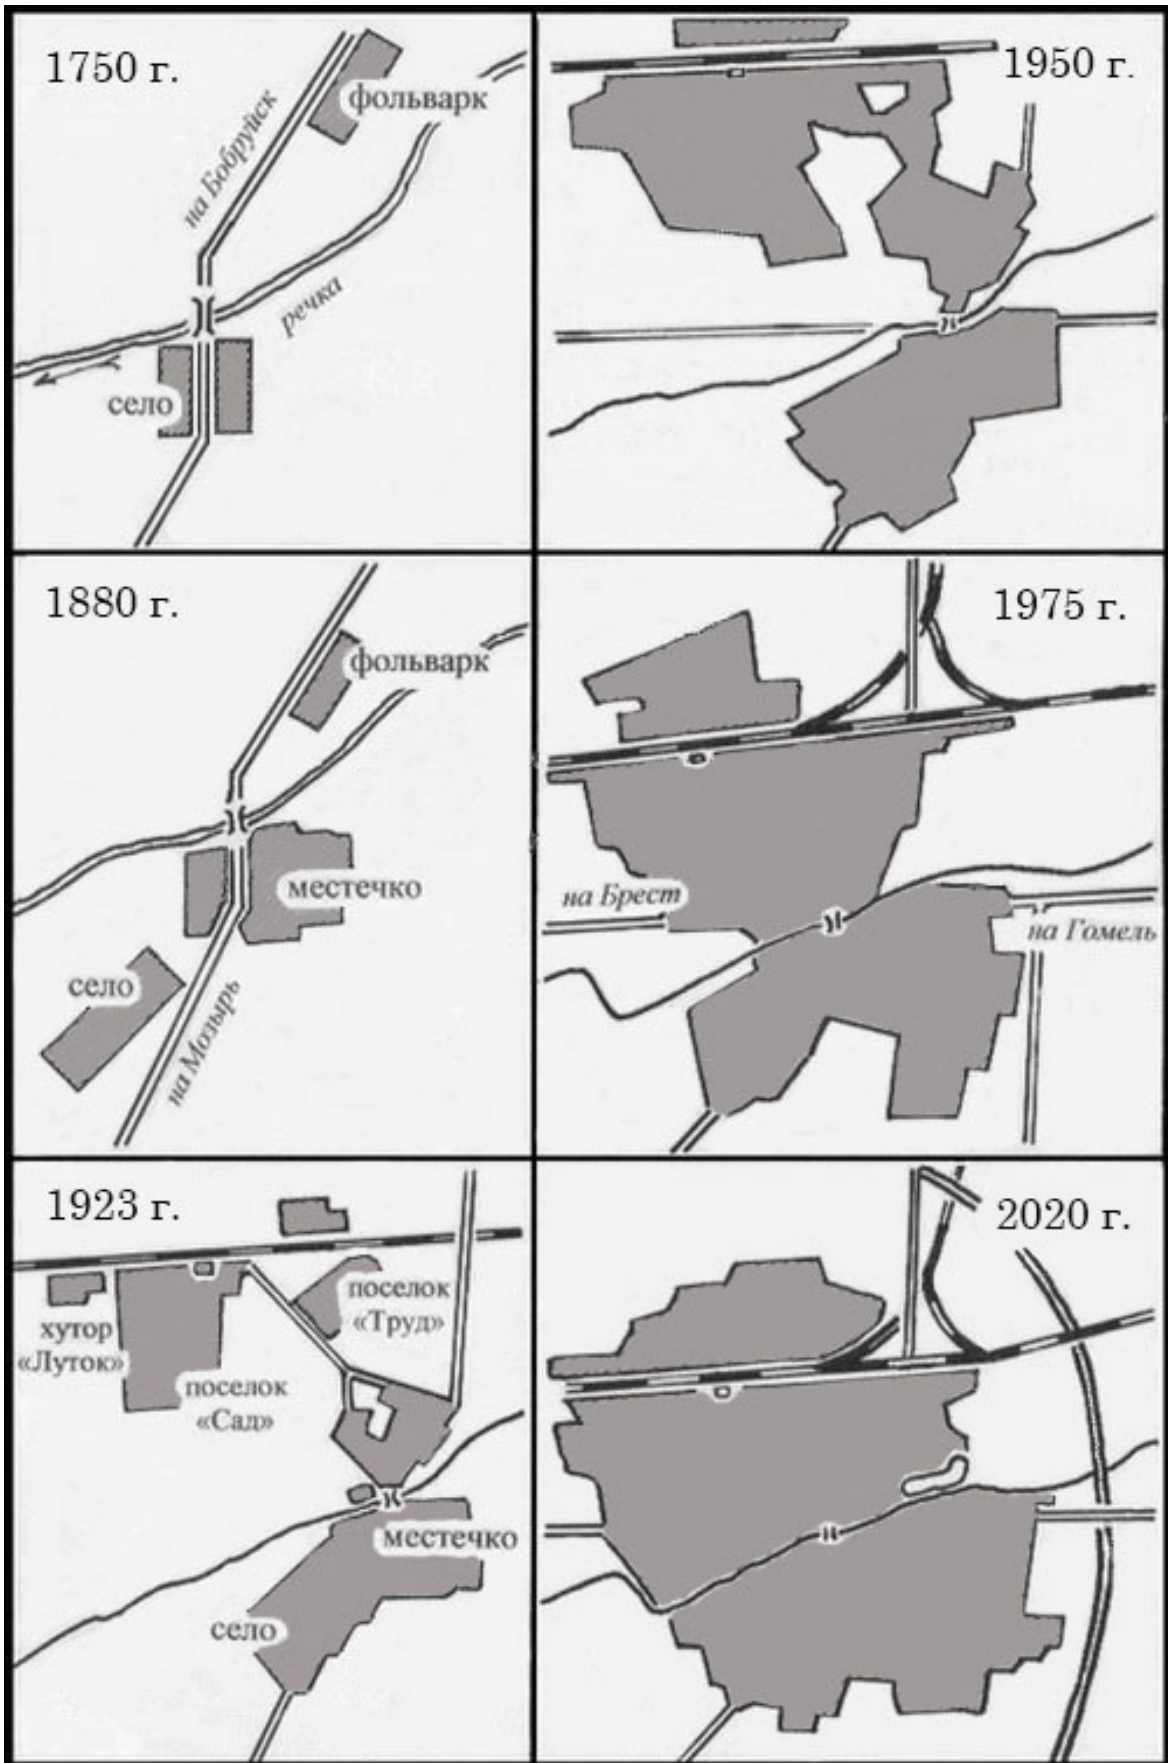 1750 г.
на Бобруйск
фольварк
речка
село
1880 г.
фольварк
местечко
село
на Мозырь
1923 г.
хутор
«Луток»
поселок
«Труд»
поселок
«Сад»
местечко
село
1950 г.
1975 г.
на Брест
на Гомель
2020 г.